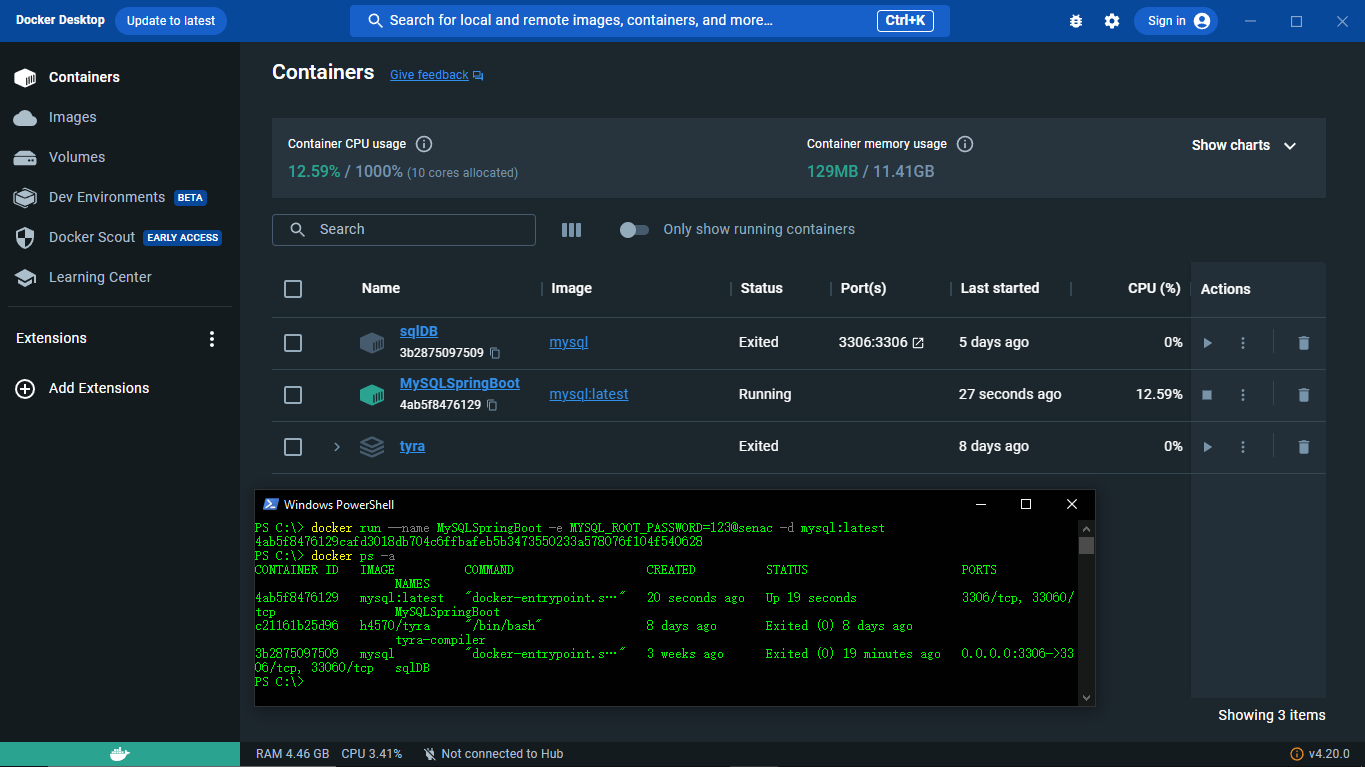 Docker Desktop
Update to latest
Search for local and remote images, containers, and more...
Ctrl+K
Sign in
Containers
Images
Volumes
Dev Environments BETA
Docker Scout EARLY ACCESS
Learning Center
Extensions
Add Extensions
Containers Give feedback
Container CPU usage
12.59% / 1000% (10 cores allocated)
Container memory usage
129MB / 11.41GB
Show charts
Search
Only show running containers
Name Image Status Port(s) Last started CPU (%) Actions
sqlDB
3b2875097509
mysql Exited 3306:3306 5 days ago 0%
MySQLSpringBoot
4ab5f8476129
mysql:latest Running 27 seconds ago 12.59%
tyra Exited 8 days ago 0%
Windows PowerShell
PS C:\> docker run --name MySQLSpringBoot -e MYSQL_ROOT_PASSWORD=123@senac -d mysql:latest
4ab5f8476129cafd3018db704c6ffbafeb5b3473550233a578076f104f540628
PS C:\> docker ps -a
CONTAINER ID IMAGE COMMAND CREATED STATUS PORTS
NAMES
4ab5f8476129 mysql:latest "docker-entrypoint.s…" 20 seconds ago Up 19 seconds 3306/tcp, 33060/
tcp MySQLSpringBoot
c21161b25d96 h4570/tyra "/bin/bash" 8 days ago Exited (0) 8 days ago
tyra-compiler
3b2875097509 mysql "docker-entrypoint.s…" 3 weeks ago Exited (0) 19 minutes ago 0.0.0.0:3306->33
06/tcp, 33060/tcp sqlDB
PS C:\>
Showing 3 items
RAM 4.46 GB CPU 3.41% Not connected to Hub
v4.20.0